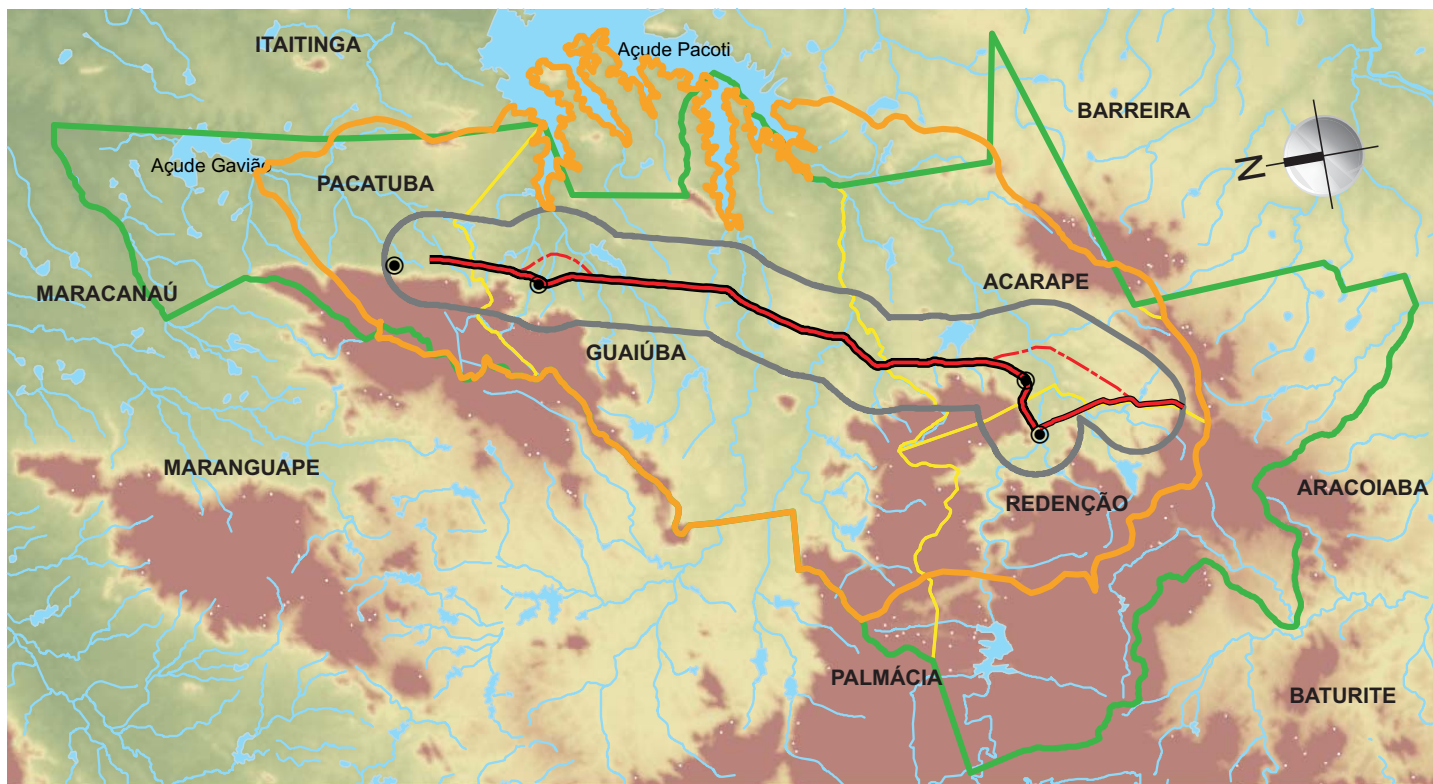 ITAITINGA
Açude Pacoti
BARREIRA
Açude Gavião
PACATUBA
N
MARACANAÚ
ACARAPE
GUAIÚBA
MARANGUAPE
REDENÇÃO
ARACOIABA
PALMÁCIA
BATURITE